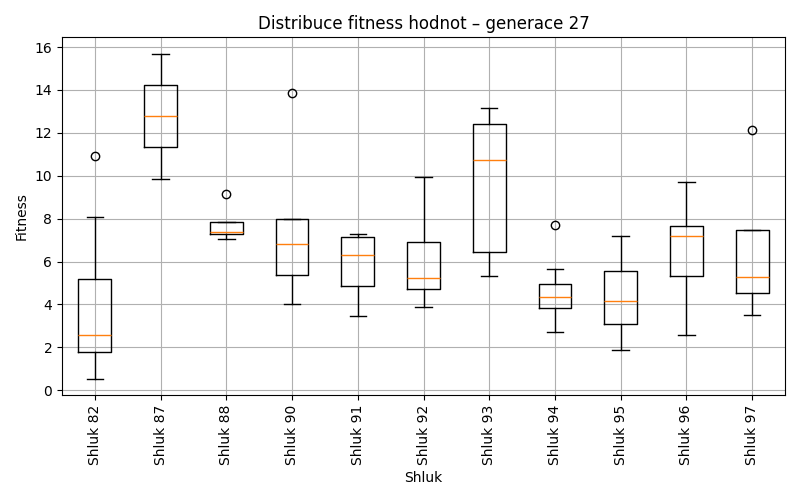 Distribuce fitness hodnot – generace 27
Fitness
16
14
12
10
8
6
4
2
0
Shluk 82
Shluk 87
Shluk 88
Shluk 90
Shluk 91
Shluk 92
Shluk 93
Shluk 94
Shluk 95
Shluk 96
Shluk 97
Shluk